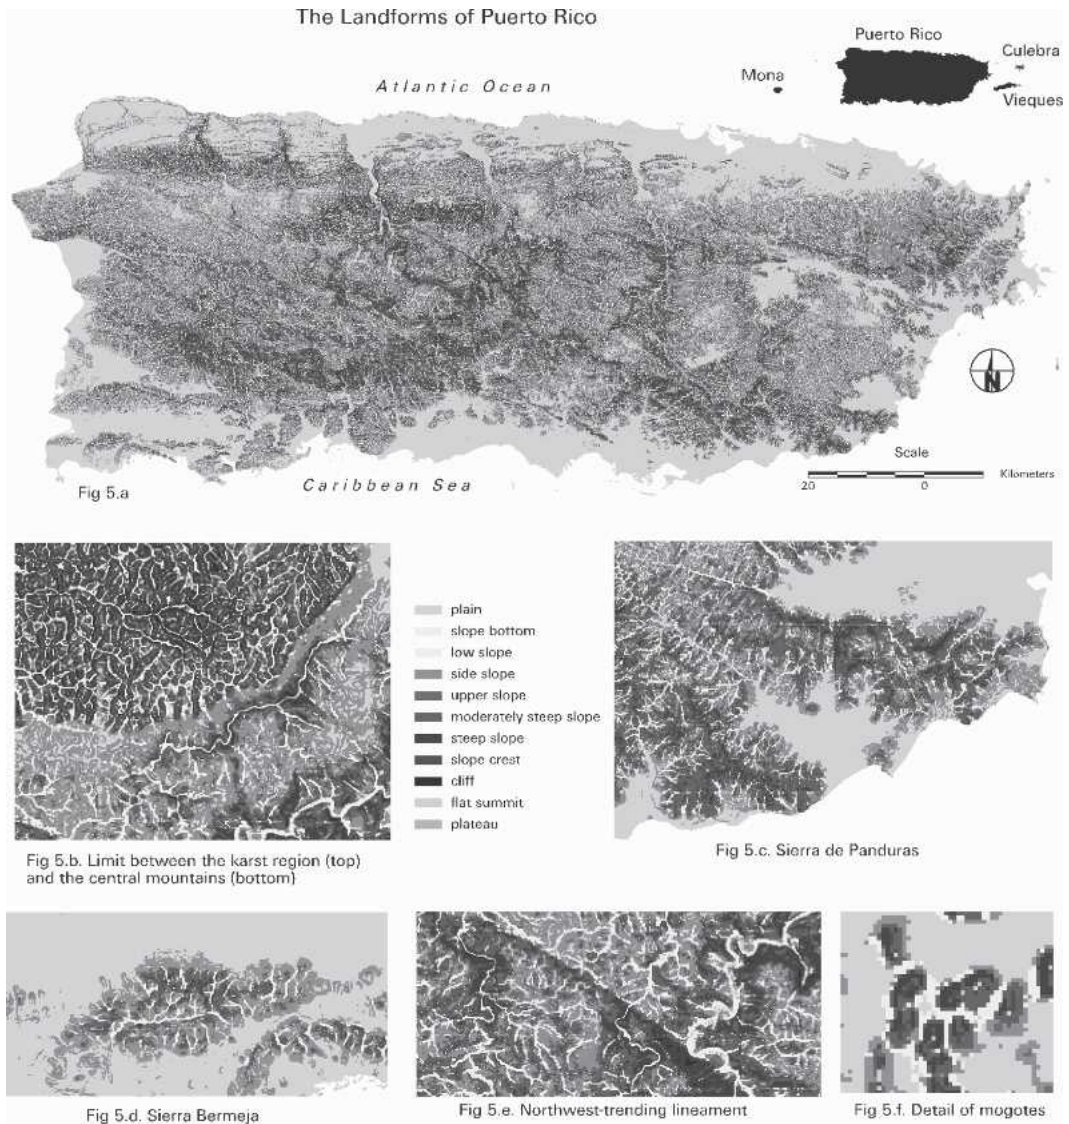 The Landforms of Puerto Rico
Puerto Rico
Culebra
Mona
Vieques
Atlantic Ocean
N
Scale
Kilometers
20 0
Fig 5.a
Caribbean Sea
plain
slope bottom
low slope
side slope
upper slope
moderately steep slope
steep slope
slope crest
cliff
flat summit
plateau
Fig 5.b. Limit between the karst region (top)
and the central mountains (bottom)
Fig 5.c. Sierra de Panduras
Fig 5.d. Sierra Bermeja
Fig 5.e. Northwest-trending lineament
Fig 5.f. Detail of mogotes